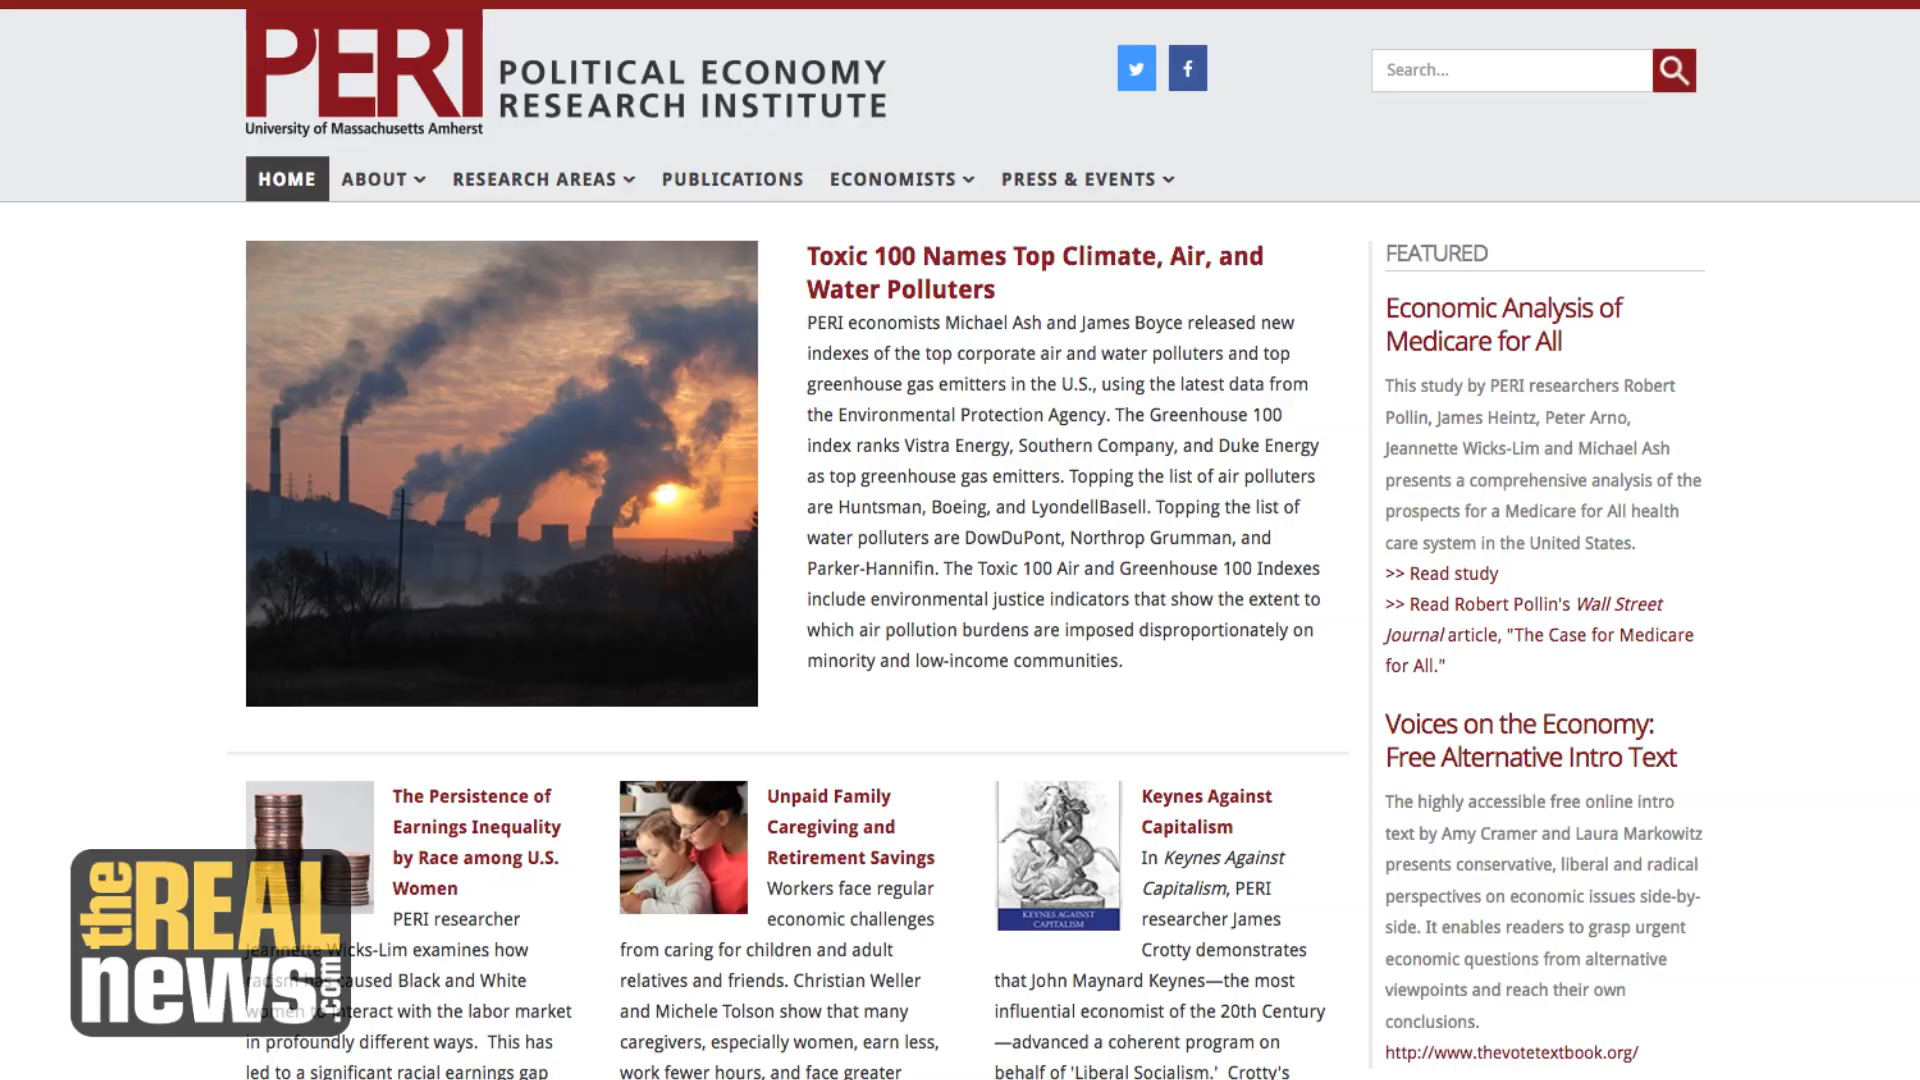 PERI
University of Massachusetts Amherst
POLITICAL ECONOMY
RESEARCH INSTITUTE
Search...
HOME
ABOUT
RESEARCH AREAS
PUBLICATIONS
ECONOMISTS
PRESS & EVENTS
Toxic 100 Names Top Climate, Air, and
Water Polluters
PERI economists Michael Ash and James Boyce released new
indexes of the top corporate air and water polluters and top
greenhouse gas emitters in the U.S., using the latest data from
the Environmental Protection Agency. The Greenhouse 100
index ranks Vistra Energy, Southern Company, and Duke Energy
as top greenhouse gas emitters. Topping the list of air polluters
are Huntsman, Boeing, and LyondellBasell. Topping the list of
water polluters are DowDuPont, Northrop Grumman, and
Parker-Hannifin. The Toxic 100 Air and Greenhouse 100 Indexes
include environmental justice indicators that show the extent to
which air pollution burdens are imposed disproportionately on
minority and low-income communities.
FEATURED
Economic Analysis of
Medicare for All
This study by PERI researchers Robert
Pollin, James Heintz, Peter Arno,
Jeannette Wicks-Lim and Michael Ash
presents a comprehensive analysis of the
prospects for a Medicare for All health
care system in the United States.
>> Read study
>> Read Robert Pollin's Wall Street
Journal article, "The Case for Medicare
for All."
Voices on the Economy:
Free Alternative Intro Text
The highly accessible free online intro
text by Amy Cramer and Laura Markowitz
presents conservative, liberal and radical
perspectives on economic issues side-by-
side. It enables readers to grasp urgent
economic questions from alternative
viewpoints and reach their own
conclusions.
http://www.thevotetextbook.org/
The Persistence of
Earnings Inequality
by Race among U.S.
Women
PERI researcher
Jeannette Wicks-Lim examines how
racism has caused Black and White
women to interact with the labor market
in profoundly different ways. This has
led to a significant racial earnings gap
Unpaid Family
Caregiving and
Retirement Savings
Workers face regular
economic challenges
from caring for children and adult
relatives and friends. Christian Weller
and Michele Tolson show that many
caregivers, especially women, earn less,
work fewer hours, and face greater
KEYNES AGAINST
CAPITALISM
Keynes Against
Capitalism
In Keynes Against
Capitalism, PERI
researcher James
Crotty demonstrates
that John Maynard Keynes—the most
influential economist of the 20th Century
—advanced a coherent program on
behalf of 'Liberal Socialism.' Crotty's
the REAL
news.com